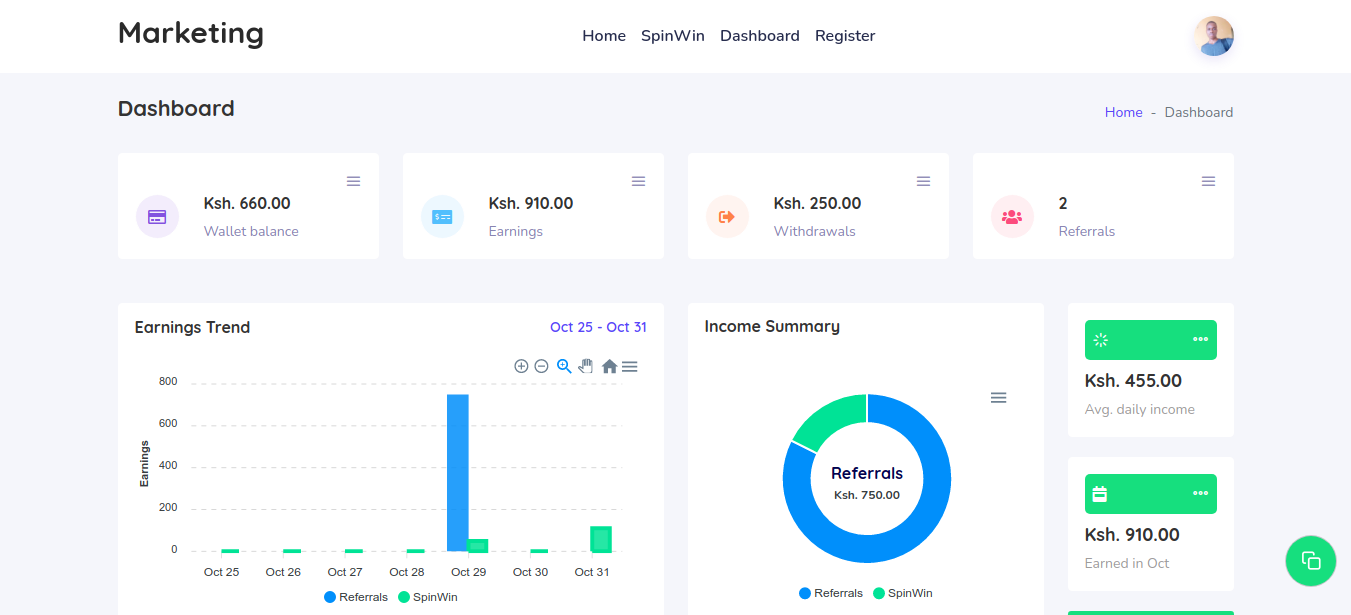 Marketing
Home SpinWin Dashboard Register
Dashboard
Home - Dashboard
Ksh. 660.00
Wallet balance
Ksh. 910.00
Earnings
Ksh. 250.00
Withdrawals
2
Referrals
Earnings Trend
Oct 25 - Oct 31
800
600
400
200
0
Earnings
Oct 25 Oct 26 Oct 27 Oct 28 Oct 29 Oct 30 Oct 31
Referrals SpinWin
Income Summary
Referrals
Ksh. 750.00
Referrals SpinWin
Ksh. 455.00
Avg. daily income
Ksh. 910.00
Earned in Oct